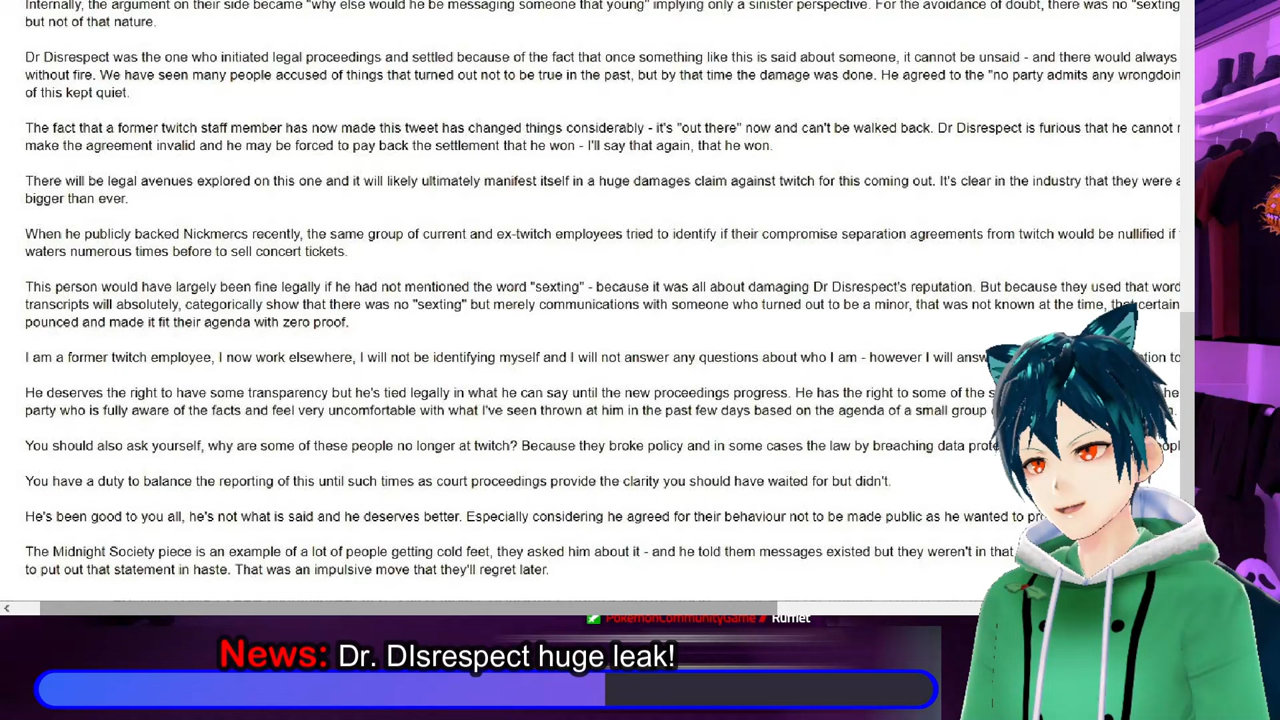 Internally, the argument on their side became "why else would he be messaging someone that young" implying only a sinister perspective. For the avoidance of doubt, there was no "sexting
but not of that nature.
Dr Disrespect was the one who initiated legal proceedings and settled because of the fact that once something like this is said about someone, it cannot be unsaid - and there would always
without fire. We have seen many people accused of things that turned out not to be true in the past, but by that time the damage was done. He agreed to the "no party admits any wrongdoin
of this kept quiet.
The fact that a former twitch staff member has now made this tweet has changed things considerably - it's "out there" now and can't be walked back. Dr Disrespect is furious that he cannot
make the agreement invalid and he may be forced to pay back the settlement that he won - I'll say that again, that he won.
There will be legal avenues explored on this one and it will likely ultimately manifest itself in a huge damages claim against twitch for this coming out. It's clear in the industry that they were a
bigger than ever.
When he publicly backed Nickmercs recently, the same group of current and ex-twitch employees tried to identify if their compromise separation agreements from twitch would be nullified if
waters numerous times before to sell concert tickets.
This person would have largely been fine legally if he had not mentioned the word "sexting" - because it was all about damaging Dr Disrespect's reputation. But because they used that word
transcripts will absolutely, categorically show that there was no "sexting" but merely communications with someone who turned out to be a minor, that was not known at the time, that certain
pounced and made it fit their agenda with zero proof.
I am a former twitch employee, I now work elsewhere, I will not be identifying myself and I will not answer any questions about who I am - however I will answ
He deserves the right to have some transparency but he's tied legally in what he can say until the new proceedings progress. He has the right to some of the s he
party who is fully aware of the facts and feel very uncomfortable with what I've seen thrown at him in the past few days based on the agenda of a small group
You should also ask yourself, why are some of these people no longer at twitch? Because they broke policy and in some cases the law by breaching data prote
You have a duty to balance the reporting of this until such times as court proceedings provide the clarity you should have waited for but didn't.
He's been good to you all, he's not what is said and he deserves better. Especially considering he agreed for their behaviour not to be made public as he wanted to pr
The Midnight Society piece is an example of a lot of people getting cold feet, they asked him about it - and he told them messages existed but they weren't in that
to put out that statement in haste. That was an impulsive move that they'll regret later.
PokemonCommunityGame Rumet
News: Dr. DIsrespect huge leak!